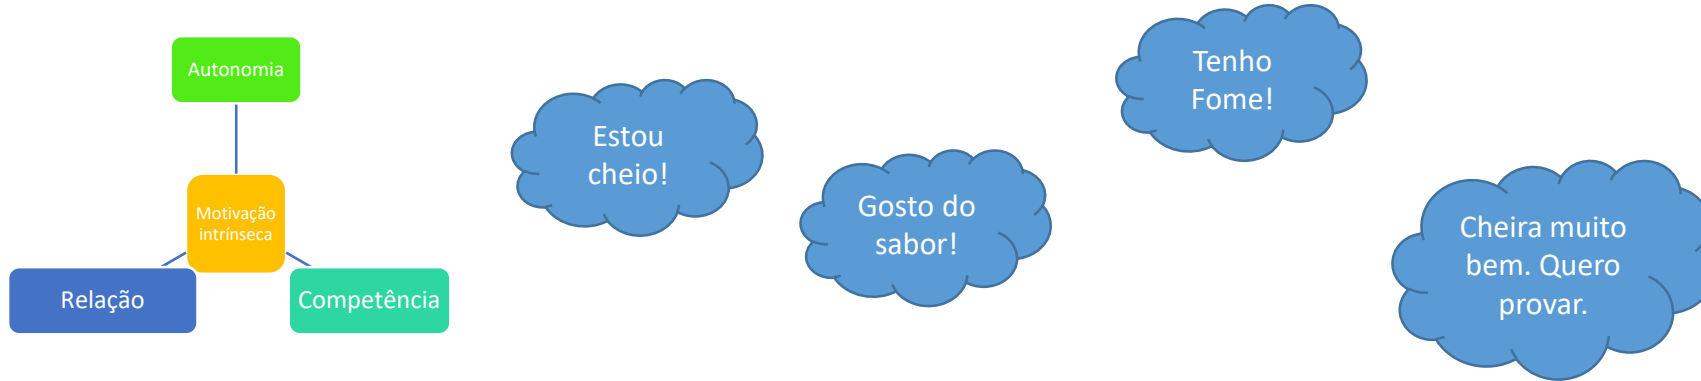 Autonomia
Motivação
intrínseca
Relação
Competência
Estou
cheio!
Gosto do
sabor!
Tenho
Fome!
Cheira muito
bem. Quero
provar.